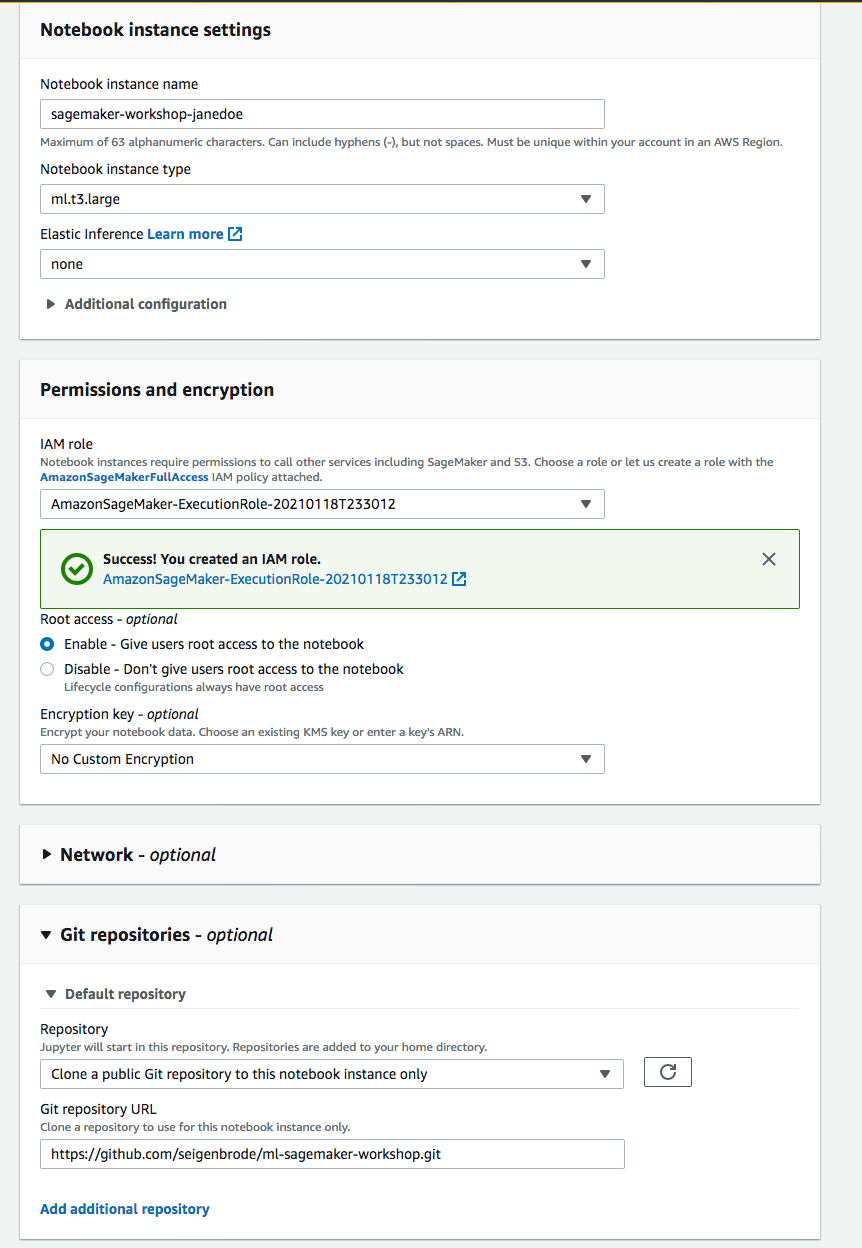 Notebook instance settings
Notebook instance name
sagemaker-workshop-janedoe
Maximum of 63 alphanumeric characters. Can include hyphens (-), but not spaces. Must be unique within your account in an AWS Region.
Notebook instance type
ml.t3.large
Elastic Inference Learn more
none
Additional configuration
Permissions and encryption
IAM role
Notebook instances require permissions to call other services including SageMaker and S3. Choose a role or let us create a role with the
AmazonSageMakerFullAccess IAM policy attached.
AmazonSageMaker-ExecutionRole-20210118T233012
Success! You created an IAM role.
AmazonSageMaker-ExecutionRole-20210118T233012
Root access - optional
Enable - Give users root access to the notebook
Disable - Don't give users root access to the notebook
Lifecycle configurations always have root access
Encryption key - optional
Encrypt your notebook data. Choose an existing KMS key or enter a key's ARN.
No Custom Encryption
Network - optional
Git repositories - optional
Default repository
Repository
Jupyter will start in this repository. Repositories are added to your home directory.
Clone a public Git repository to this notebook instance only
Git repository URL
Clone a repository to use for this notebook instance only.
https://github.com/seigenbrode/ml-sagemaker-workshop.git
Add additional repository